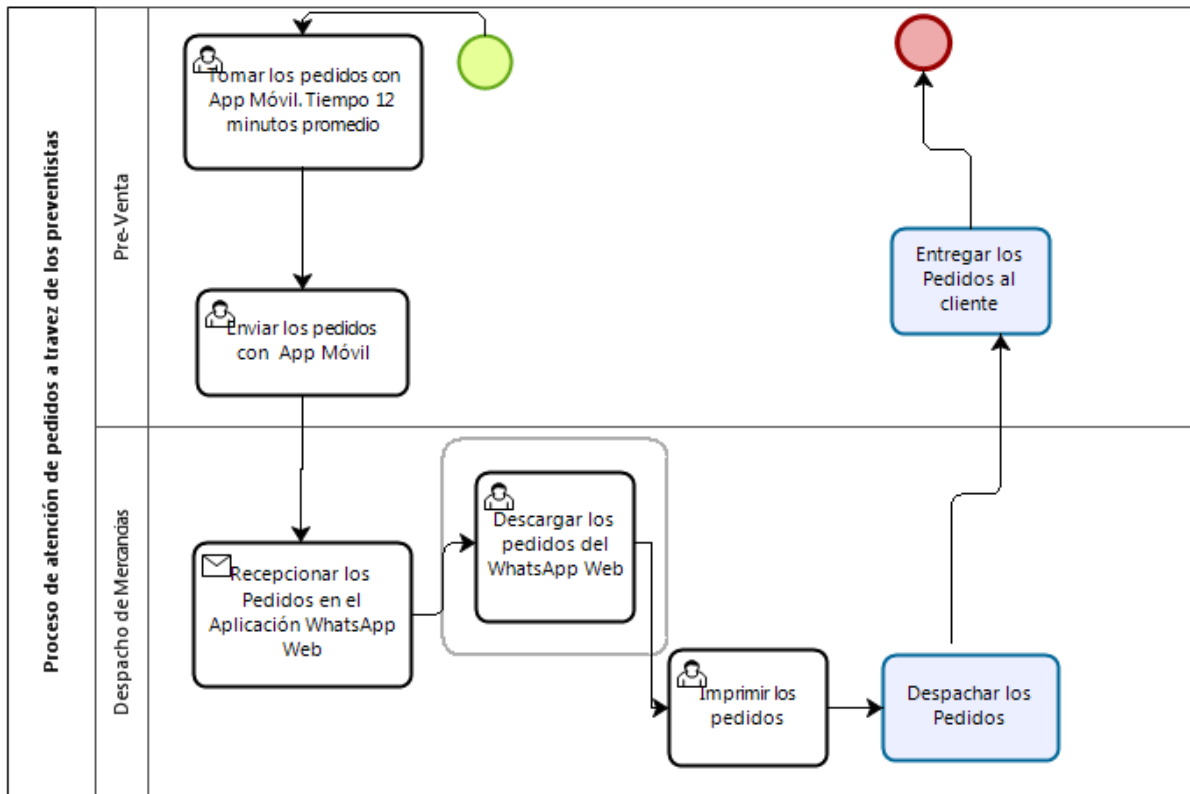 Proceso de atención de pedidos a travez de los preventistas
Pre-Venta
Tomar los pedidos con
App Móvil. Tiempo 12
minutos promedio
Enviar los pedidos
con App Móvil
Entregar los
Pedidos al
cliente
Despacho de Mercancias
Recepcionar los
Pedidos en el
Aplicación WhatsApp
Web
Descargar los
pedidos del
WhatsApp Web
Imprimir los
pedidos
Despachar los
Pedidos